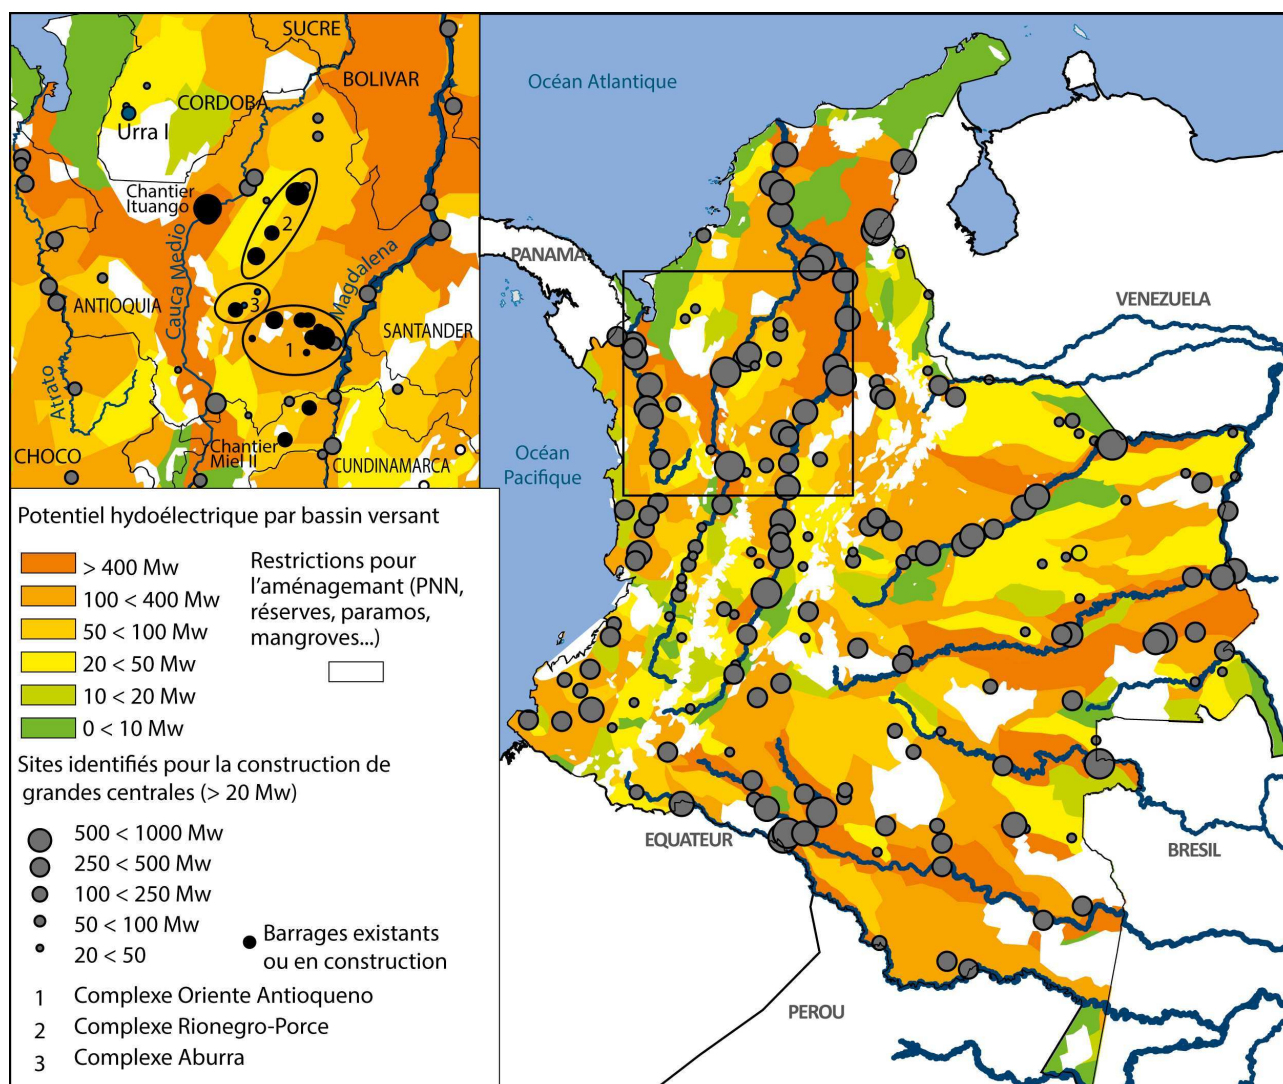 SUCRE
BOLIVAR
CORDOBA
Urra I
Chantier
Ituango
2
Cauca Medio
Magdalena
3
ANTIOQUIA
SANTANDER
1
Atrato
Chantier
Miel II
CHOCO
CUNDINAMARCA
Océan Atlantique
PANAMA
VENEZUELA
Océan
Pacifique
EQUATEUR
BRESIL
PEROU
Potentiel hydoélectrique par bassin versant
> 400 Mw
100 < 400 Mw
50 < 100 Mw
20 < 50 Mw
10 < 20 Mw
0 < 10 Mw
Restrictions pour
l'aménagement (PNN,
réserves, paramos,
mangroves...)
Sites identifiés pour la construction de
grandes centrales (> 20 Mw)
500 < 1000 Mw
250 < 500 Mw
100 < 250 Mw
50 < 100 Mw
20 < 50
Barrages existants
ou en construction
1 Complexe Oriente Antioqueno
2 Complexe Rionegro-Porce
3 Complexe Aburra